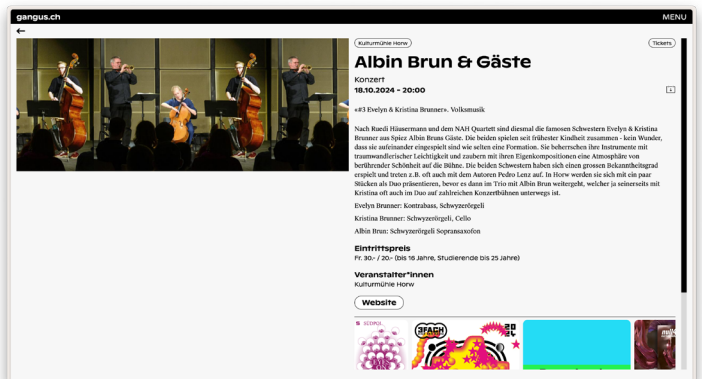 gangus.ch
MENU
Kulturmühle Horw
Tickets
Albin Brun & Gäste
Konzert
18.10.2024 – 20:00
«#3 Evelyn & Kristina Brunner». Volksmusik
Nach Ruedi Häusermann und dem NAH Quartett sind diesmal die famosen Schwestern Evelyn & Kristina
Brunner aus Spiez Albin Bruns Gäste. Die beiden spielen seit frühester Kindheit zusammen - kein Wunder,
dass sie aufeinander eingespielt sind wie selten eine Formation. Sie beherrschen ihre Instrumente mit
traumwandlerischer Leichtigkeit und zaubern mit ihren Eigenkompositionen eine Atmosphäre von
berührender Schönheit auf die Bühne. Die beiden Schwestern haben sich einen grossen Bekanntheitsgrad
erspielt und treten z.B. oft auch mit dem Autoren Pedro Lenz auf. In Horw werden sie sich mit ein paar
Stücken als Duo präsentieren, bevor es dann im Trio mit Albin Brun weitergeht, welcher ja seinerseits mit
Kristina oft auch im Duo auf zahlreichen Konzertbühnen unterwegs ist.
Evelyn Brunner: Kontrabass, Schwyzerörgeli
Kristina Brunner: Schwyzerörgeli, Cello
Albin Brun: Schwyzerörgeli Sopransaxofon
Eintrittspreis
Fr. 30.- / 20.- (bis 16 Jahre, Studierende bis 25 Jahre)
Veranstalter*innen
Kulturmühle Horw
Website
3FACH